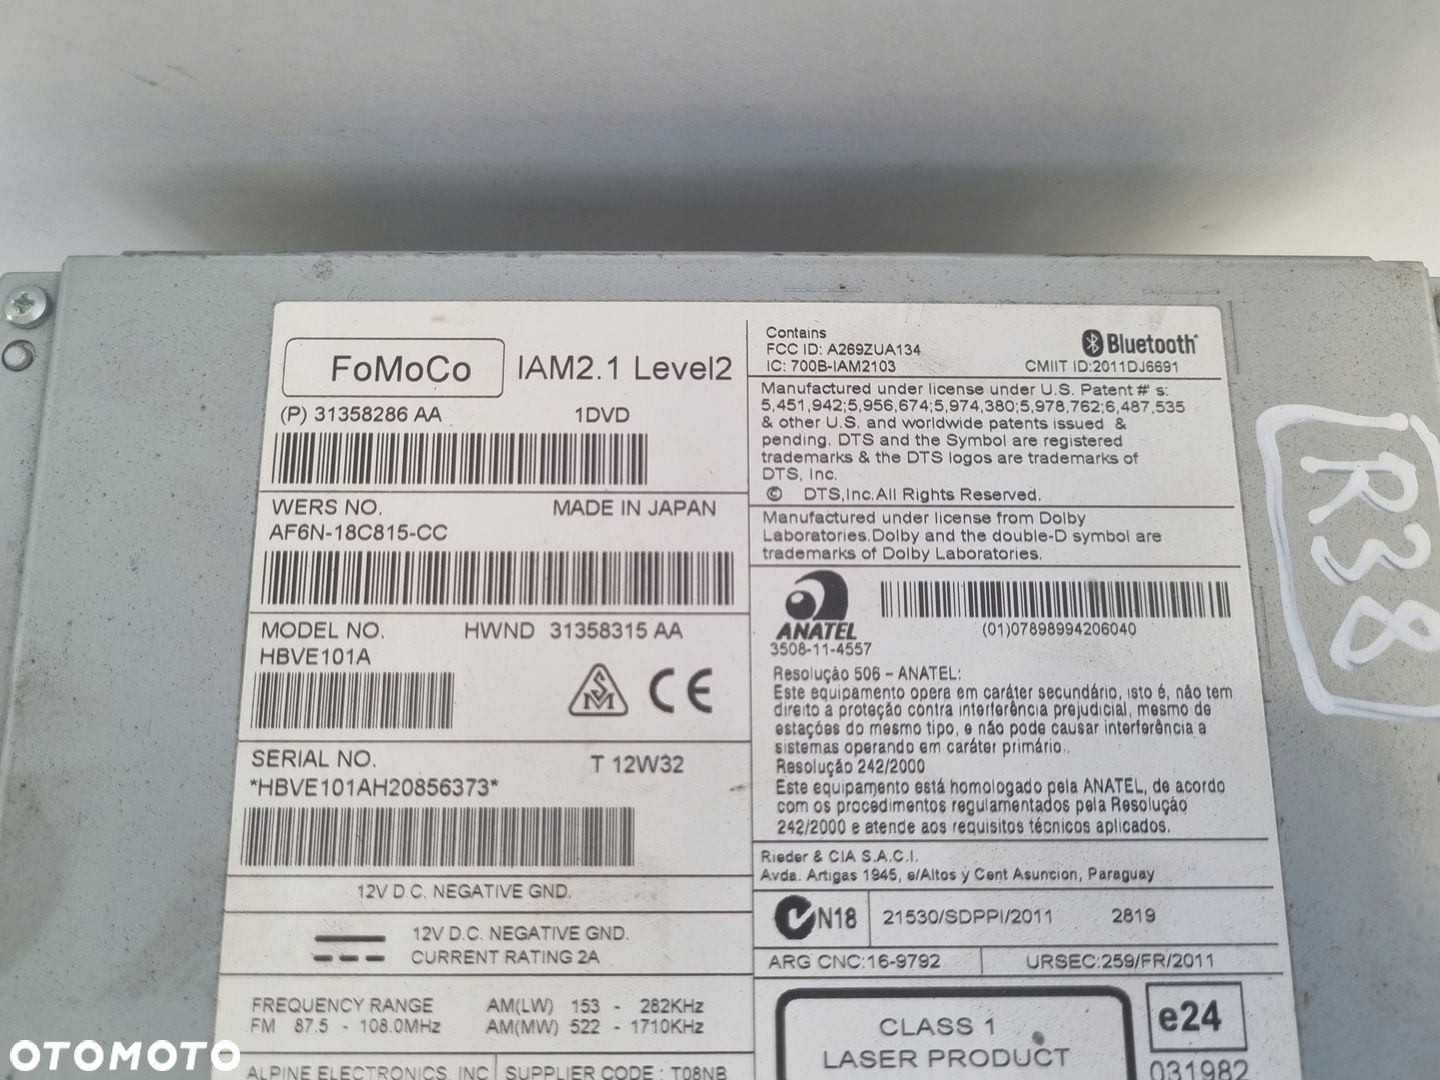 FoMoCo IAM2.1 Level2
(P) 31358286 AA 1DVD
WERS NO. MADE IN JAPAN
AF6N-18C815-CC
MODEL NO. HWND 31358315 AA
HBVE101A
CE
SERIAL NO. T 12W32
*HBVE101AH20856373*
12V D.C. NEGATIVE GND.
12V D.C. NEGATIVE GND.
CURRENT RATING 2A
FREQUENCY RANGE AM(LW) 153 - 282KHz
FM 87.5 - 108.0MHz AM(MW) 522 - 1710KHz
ALPINE ELECTRONICS, INC SUPPLIER CODE : T08NB
Contains
FCC ID: A269ZUA134
IC: 700B-IAM2103
Bluetooth
CMIIT ID:2011DJ6691
Manufactured under license under U.S. Patent # s:
5,451,942;5,956,674;5,974,380;5,978,762;6,487,535
& other U.S. and worldwide patents issued &
pending. DTS and the Symbol are registered
trademarks & the DTS logos are trademarks of
DTS, Inc.
© DTS,Inc.All Rights Reserved.
Manufactured under license from Dolby
Laboratories.Dolby and the double-D symbol are
trademarks of Dolby Laboratories.
ANATEL
3508-11-4557
(01)07898994206040
Resolução 506 - ANATEL:
Este equipamento opera em caráter secundário, isto é, não tem
direito a proteção contra interferência prejudicial, mesmo de
estações do mesmo tipo, e não pode causar interferência a
sistemas operando em caráter primário..
Resolução 242/2000
Este equipamento está homologado pela ANATEL, de acordo
com os procedimentos regulamentados pela Resolução
242/2000 e atende aos requisitos técnicos aplicados.
Rieder & CIA S.A.C.I.
Avda. Artigas 1945, e/Altos y Cent Asuncion, Paraguay
N18 21530/SDPPI/2011 2819
ARG CNC:16-9792 URSEC:259/FR/2011
CLASS 1
LASER PRODUCT
e24
031982
R38
OTOMOTO